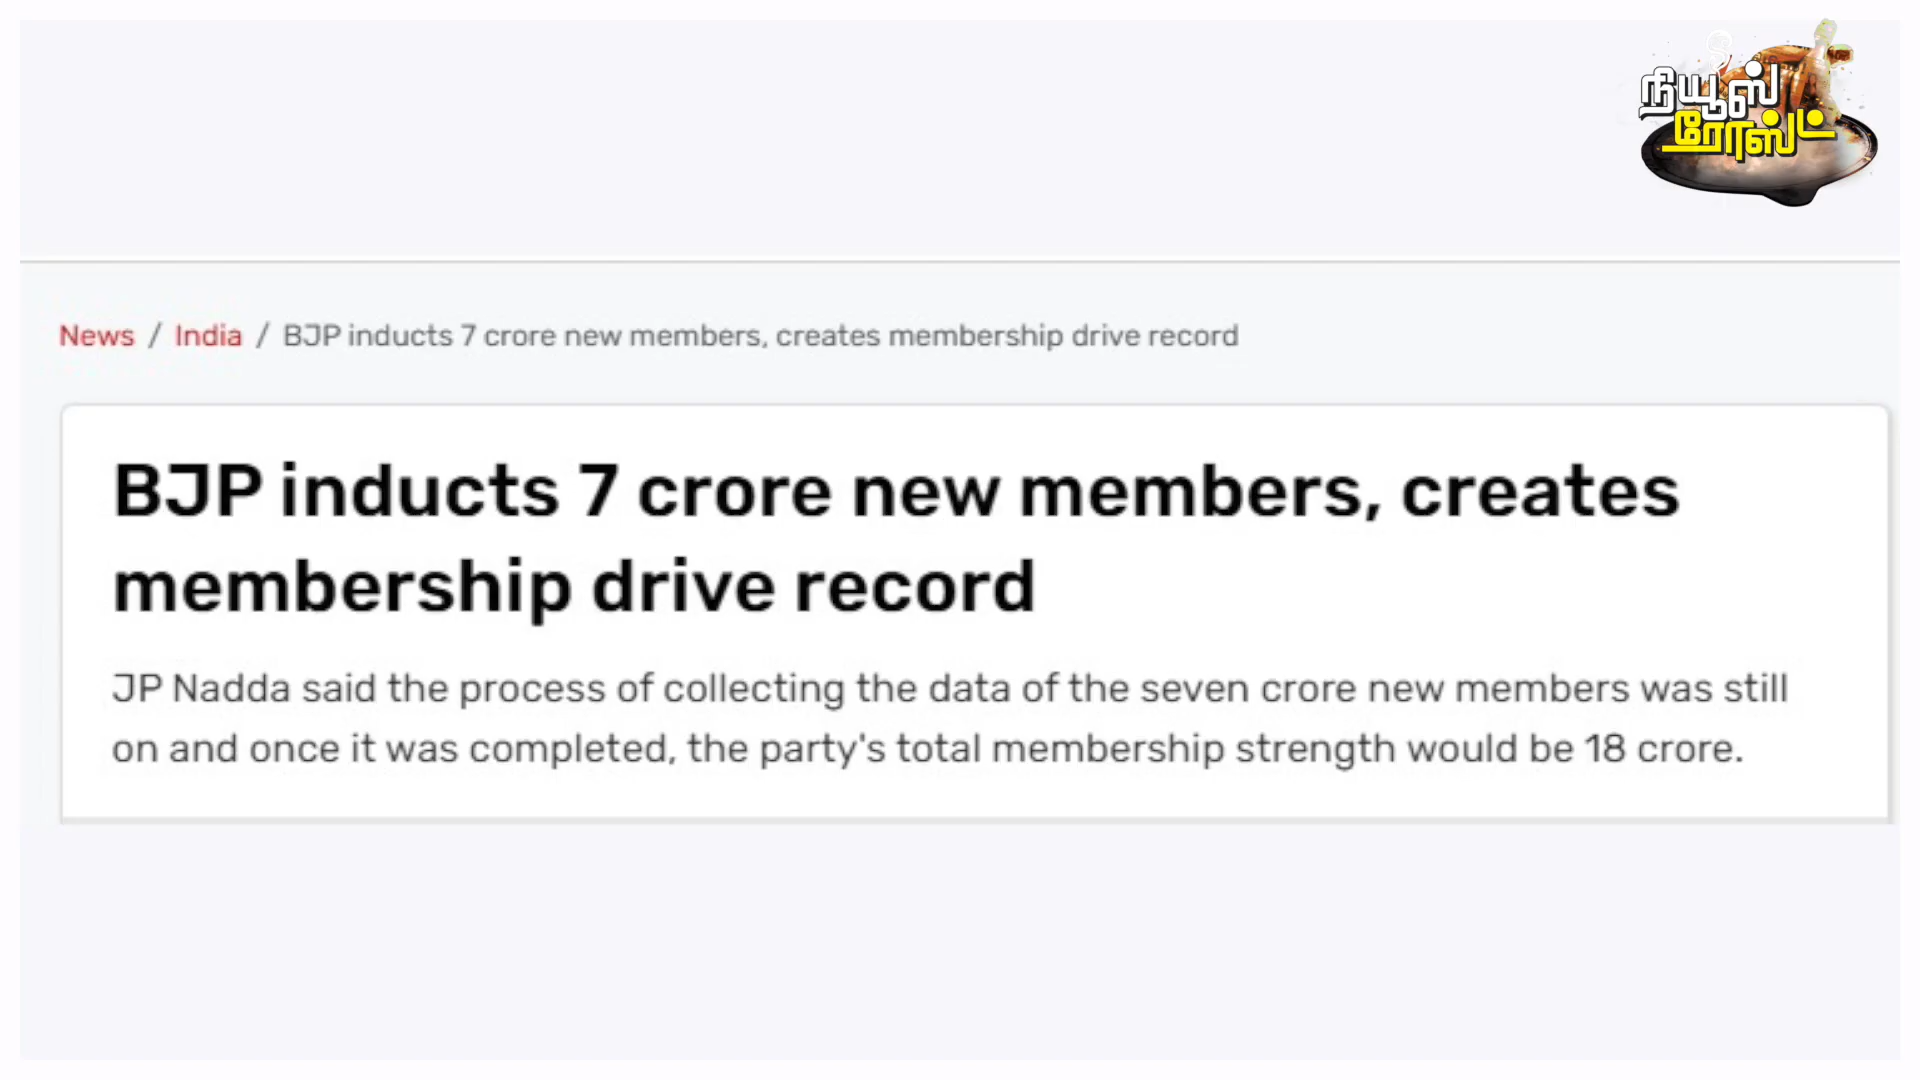 நியூஸ்
ரோஸ்ட்
News / India / BJP inducts 7 crore new members, creates membership drive record
BJP inducts 7 crore new members, creates
membership drive record
JP Nadda said the process of collecting the data of the seven crore new members was still
on and once it was completed, the party's total membership strength would be 18 crore.